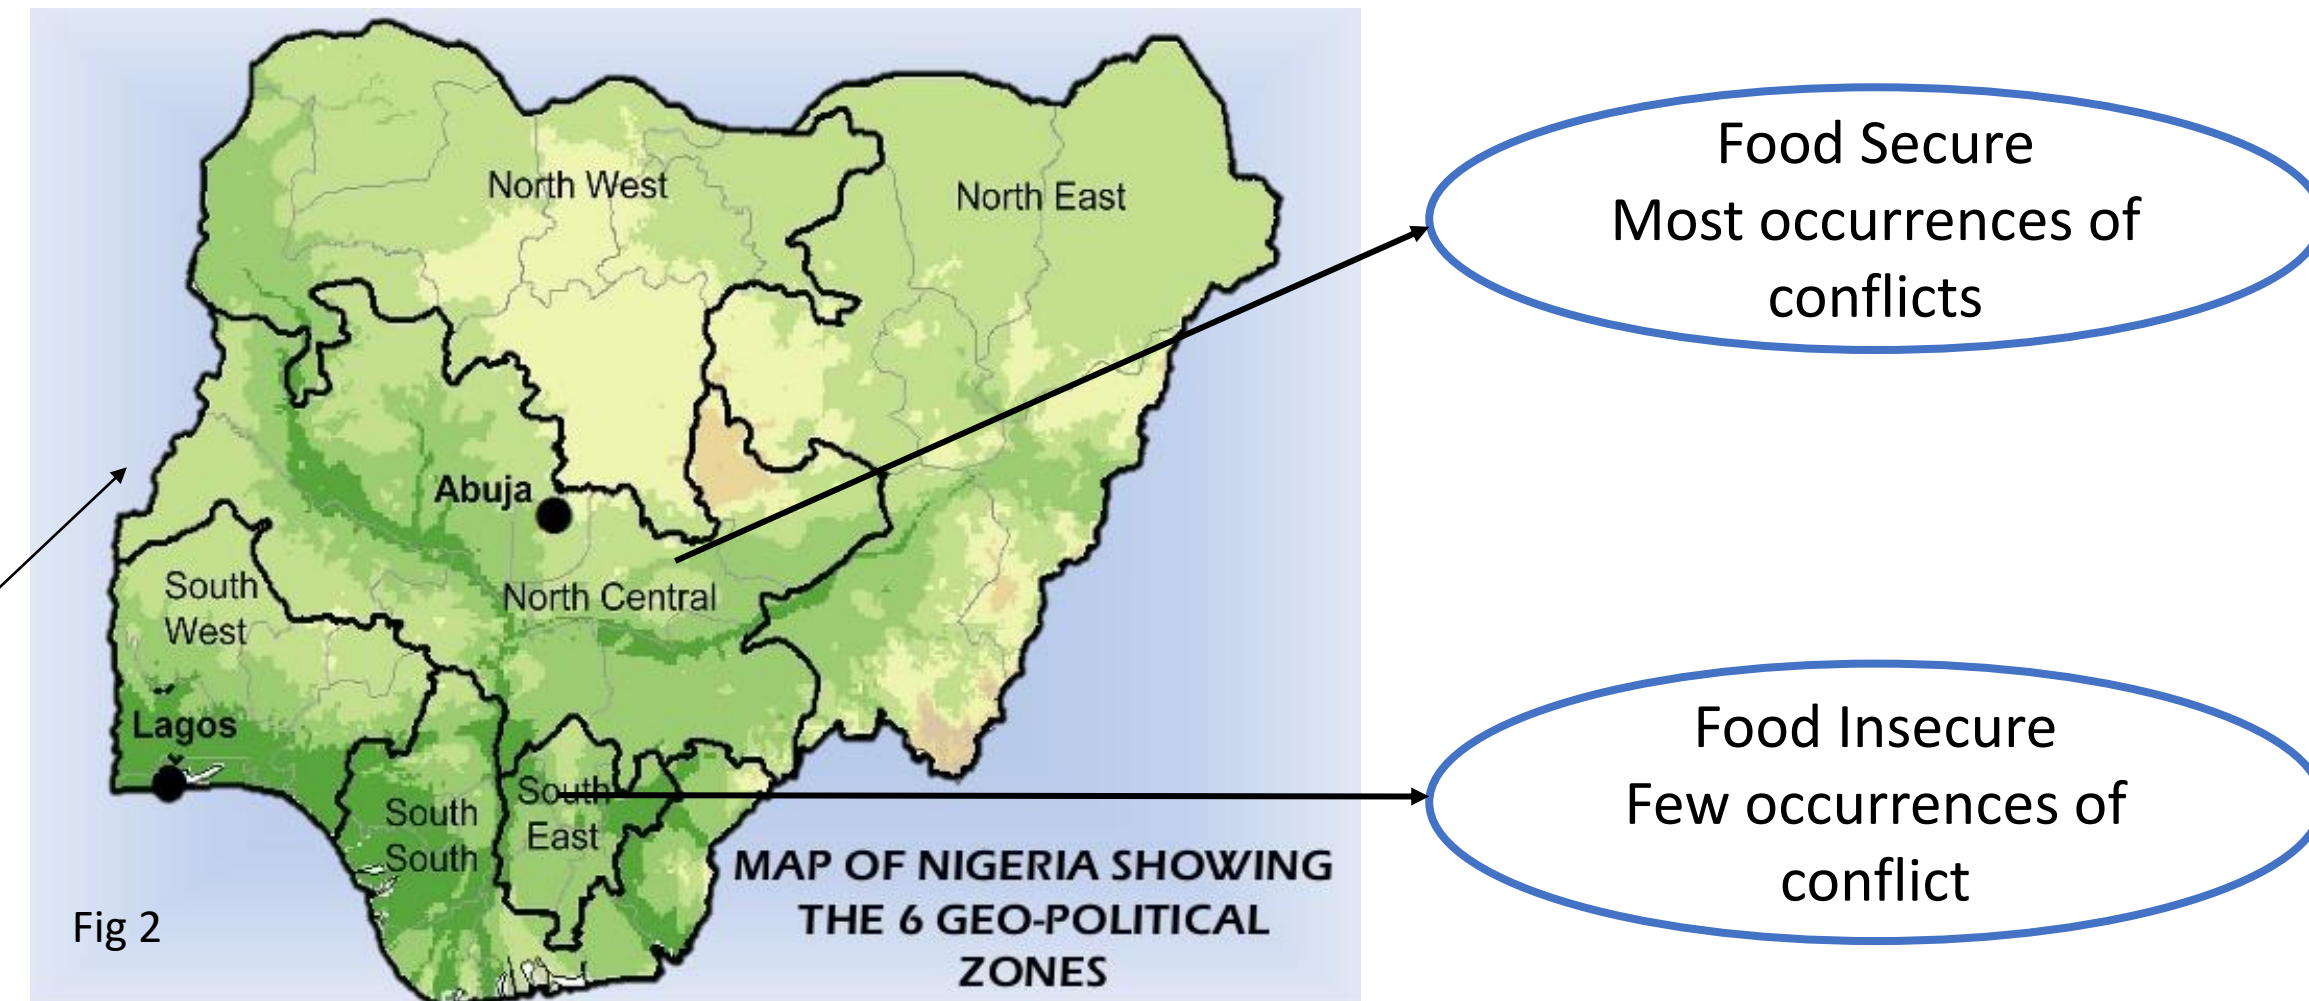 North West
North East
Abuja
North Central
South
West
Lagos
South
South
South
East
MAP OF NIGERIA SHOWING
THE 6 GEO-POLITICAL
ZONES
Fig 2
Food Secure
Most occurrences of
conflicts
Food Insecure
Few occurrences of
conflict